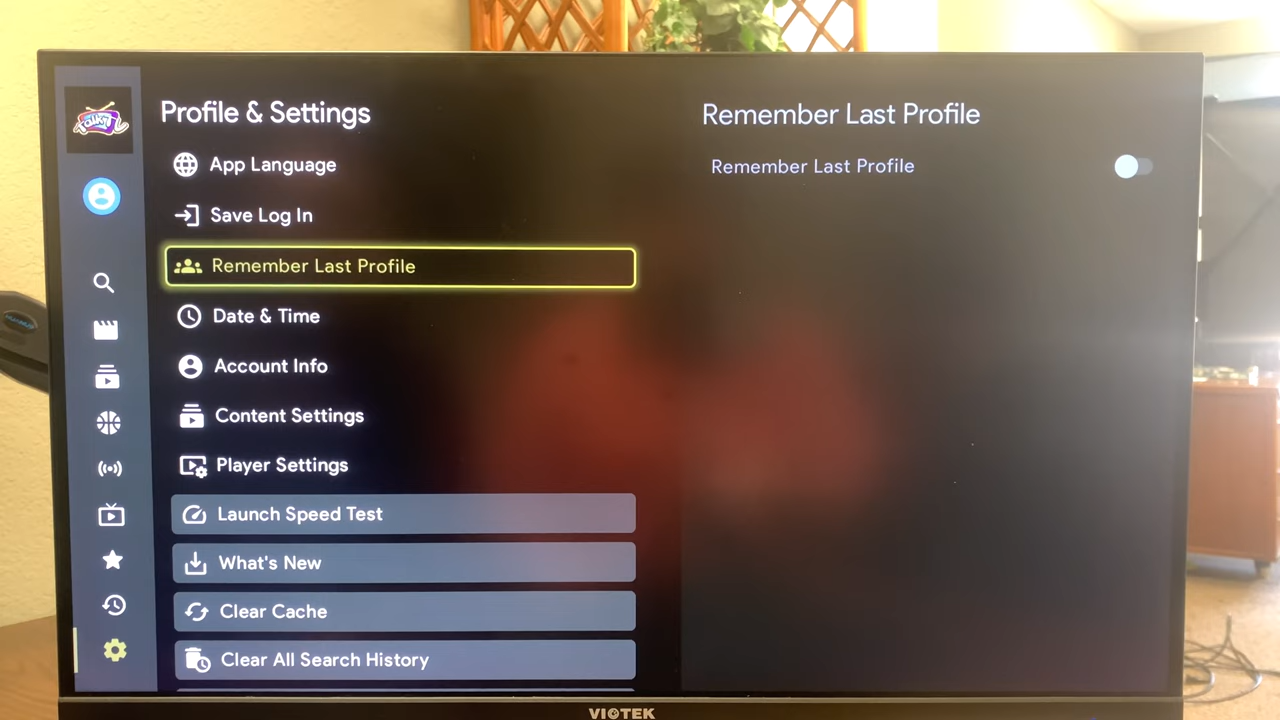 Profile & Settings
App Language
Save Log In
Remember Last Profile
Date & Time
Account Info
Content Settings
Player Settings
Launch Speed Test
What's New
Clear Cache
Clear All Search History
Remember Last Profile
Remember Last Profile
VIOTEK